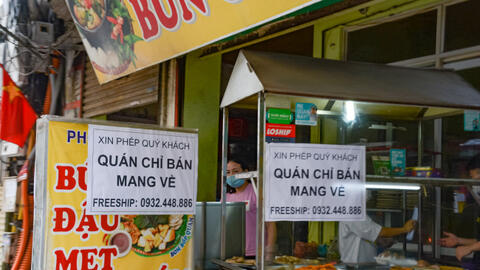 BÚN
XIN PHÉP QUÝ KHÁCH
QUÁN CHỈ BÁN
MANG VỀ
FREESHIP: 0932.448.886
XIN PHÉP QUÝ KHÁCH
QUÁN CHỈ BÁN
MANG VỀ
FREESHIP: 0932.448.886
LOSHIP
PH
BÚ
ĐẬU
MẸT